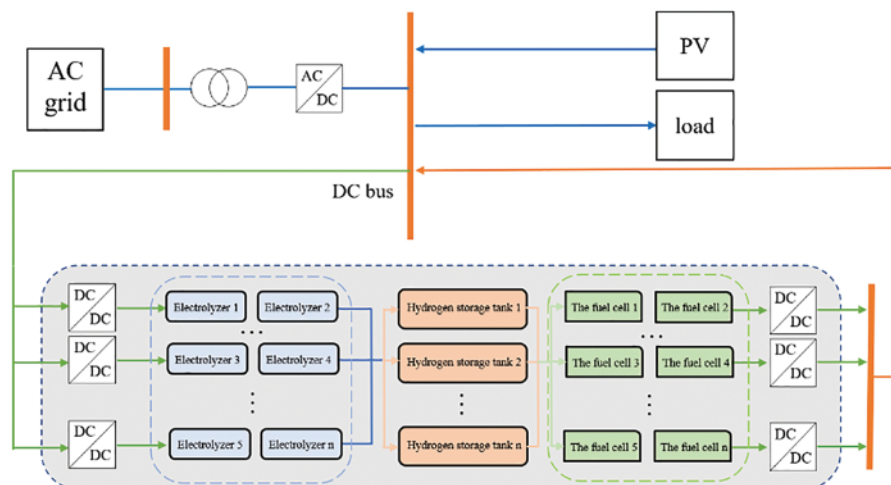 AC
grid
AC
DC
PV
load
DC bus
DC
DC
Electrolyzer 1
Electrolyzer 2
Hydrogen storage tank 1
The fuel cell 1
The fuel cell 2
DC
DC
...
...
DC
DC
Electrolyzer 3
Electrolyzer 4
Hydrogen storage tank 2
The fuel cell 3
The fuel cell 4
DC
DC
DC
DC
Electrolyzer 5
Electrolyzer n
Hydrogen storage tank n
The fuel cell 5
The fuel cell n
DC
DC